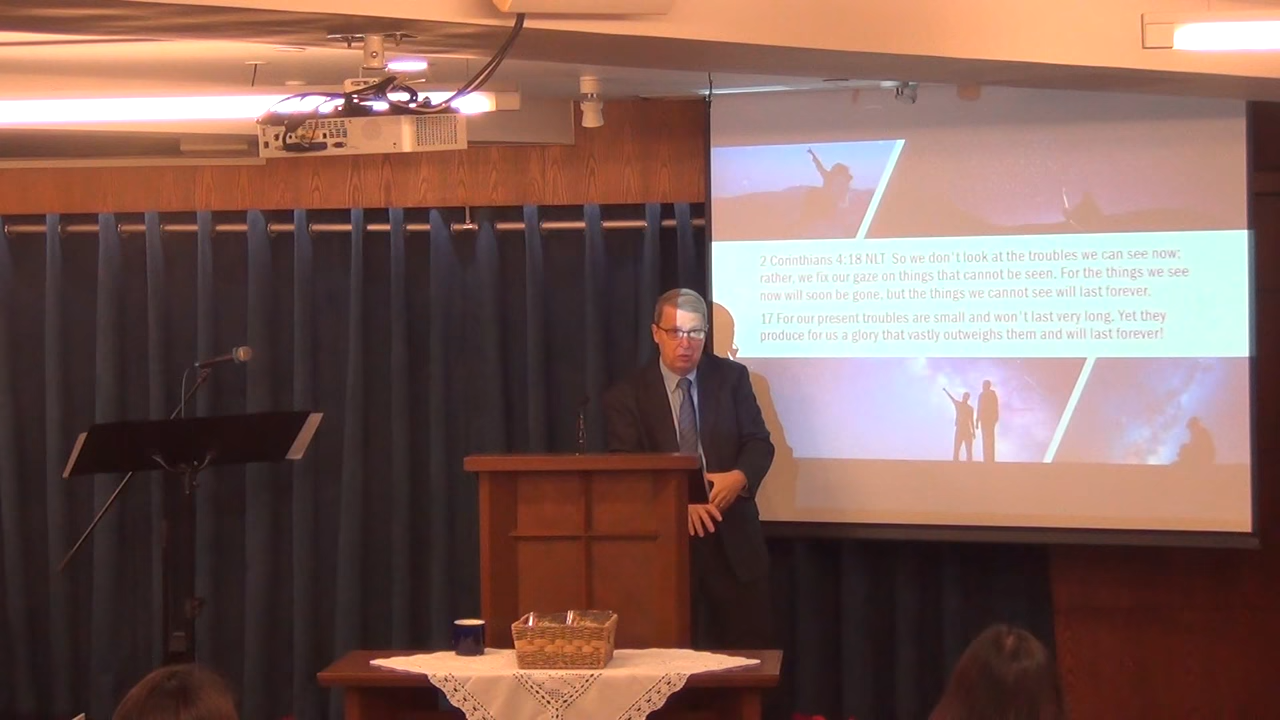 2 Corinthians 4:18 NLT So we don't look at the troubles we can see now;
rather, we fix our gaze on things that cannot be seen. For the things we see
now will soon be gone, but the things we cannot see will last forever.
17 For our present troubles are small and won't last very long. Yet they
produce for us a glory that vastly outweighs them and will last forever!